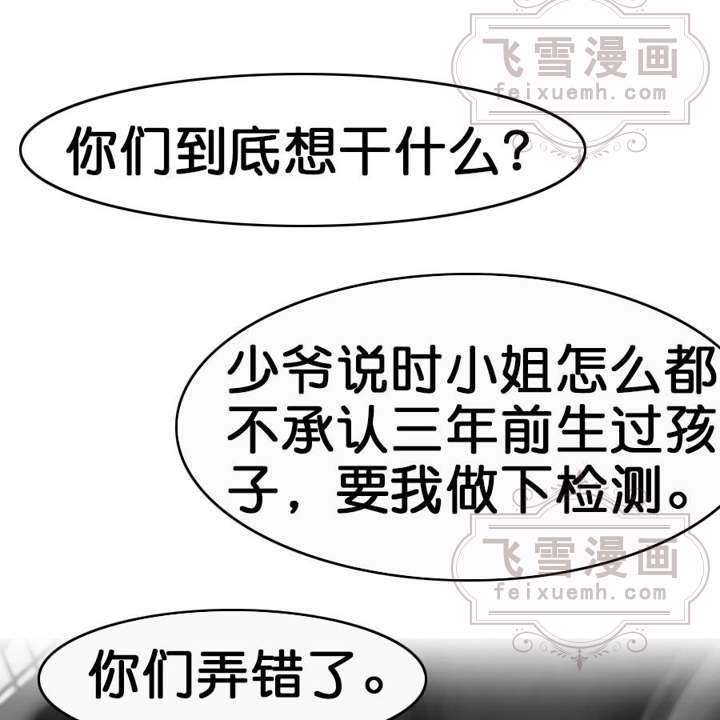 飞雪漫画
feixuemh.com
你们到底想干什么?
少爷说时小姐怎么都
不承认三年前生过孩
子，要我做下检测。
飞雪漫画
feixuemh.com
你们弄错了。